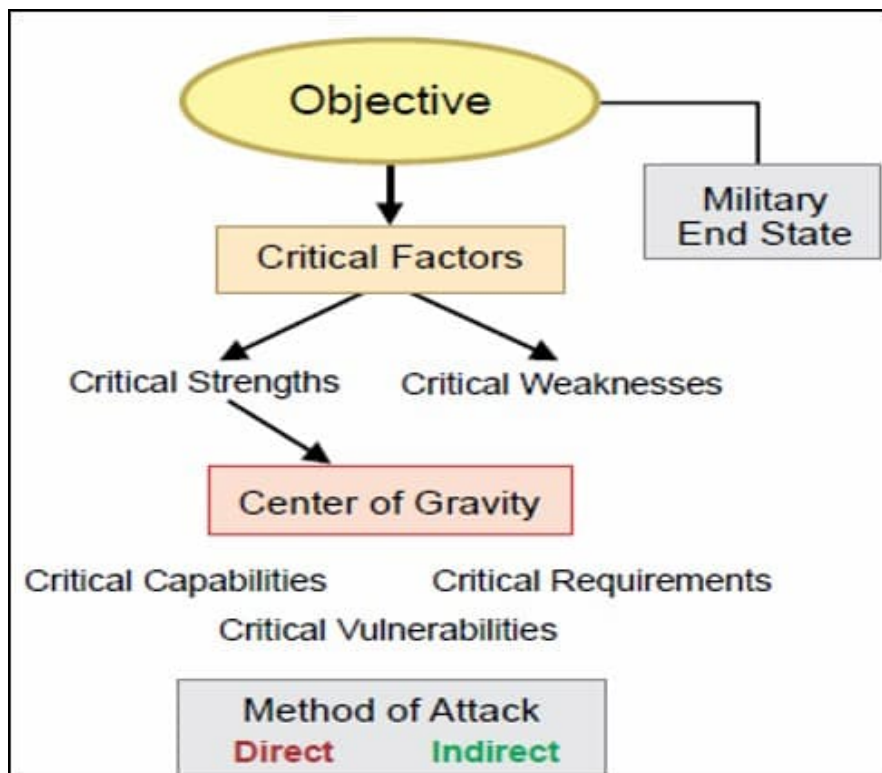 Objective
Military
End State
Critical Factors
Critical Strengths
Critical Weaknesses
Center of Gravity
Critical Capabilities
Critical Requirements
Critical Vulnerabilities
Method of Attack
Direct
Indirect